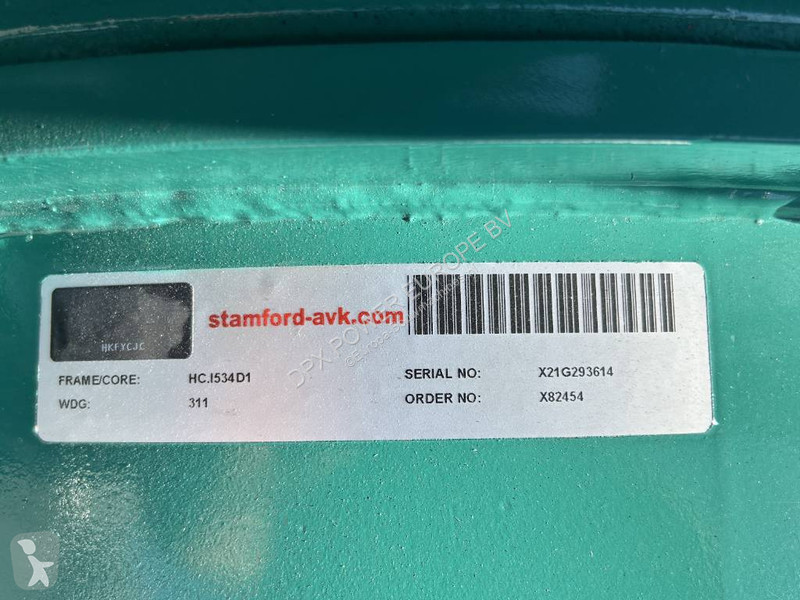 stamford-avk.com
HKFYCJC
FRAME/CORE: HC.I534D1
SERIAL NO: X21G293614
WDG: 311
ORDER NO: X82454
DPX POWER EUROPE BV